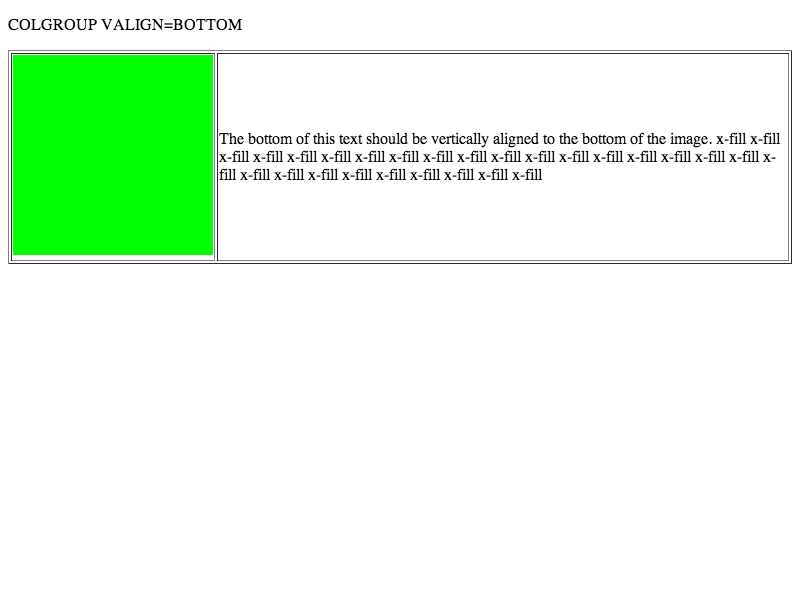 COLGROUP VALIGN=BOTTOM
The bottom of this text should be vertically aligned to the bottom of the image. x-fill x-fill
x-fill x-fill x-fill x-fill x-fill x-fill x-fill x-fill x-fill x-fill x-fill x-fill x-fill x-fill x-fill x-fill x-
fill x-fill x-fill x-fill x-fill x-fill x-fill x-fill x-fill x-fill